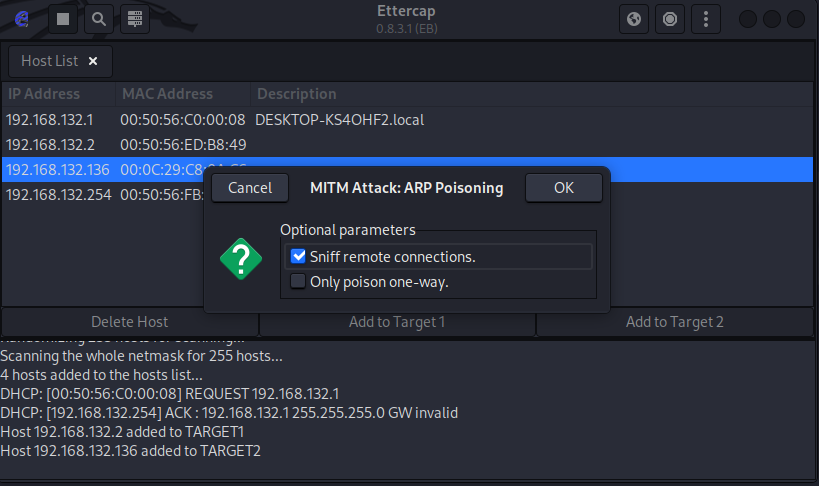 Ettercap
0.8.3.1 (EB)
Host List
IP Address MAC Address Description
192.168.132.1 00:50:56:C0:00:08 DESKTOP-KS4OHF2.local
192.168.132.2 00:50:56:ED:B8:49
192.168.132.136 00:0C:29:C8:
192.168.132.254 00:50:56:FB:
Cancel MITM Attack: ARP Poisoning OK
Optional parameters
Sniff remote connections.
Only poison one-way.
Delete Host Add to Target 1 Add to Target 2
Randomizing 255 hosts for scanning...
Scanning the whole netmask for 255 hosts...
4 hosts added to the hosts list...
DHCP: [00:50:56:C0:00:08] REQUEST 192.168.132.1
DHCP: [192.168.132.254] ACK : 192.168.132.1 255.255.255.0 GW invalid
Host 192.168.132.2 added to TARGET1
Host 192.168.132.136 added to TARGET2